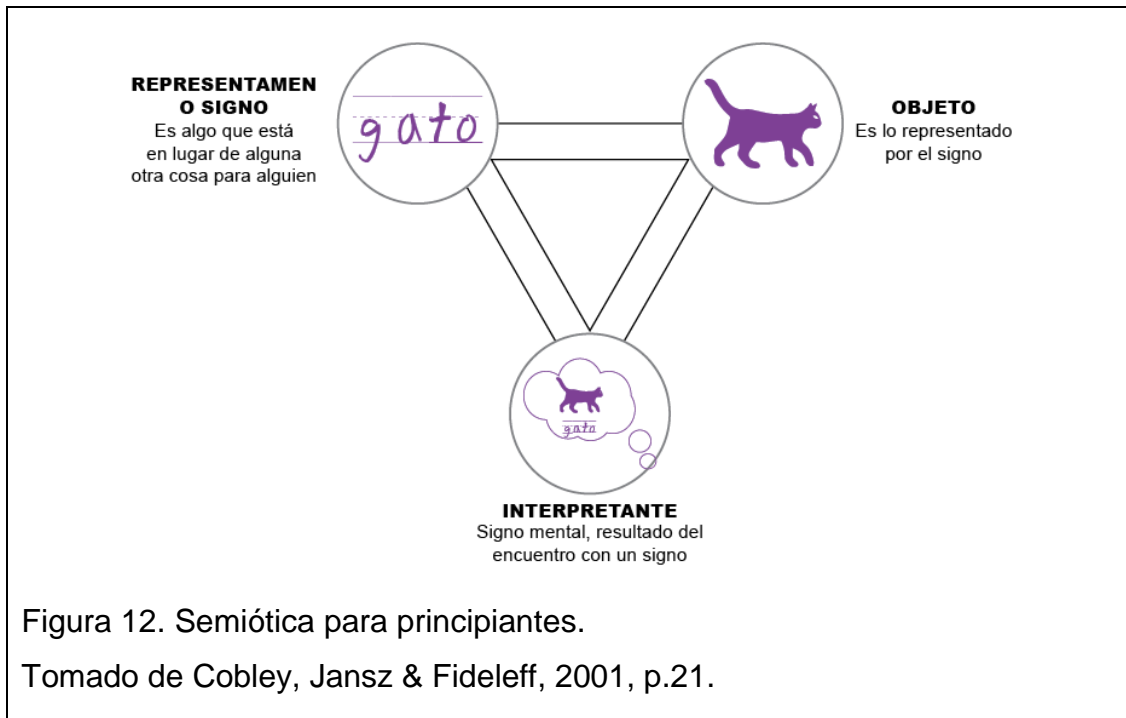 REPRESENTAMEN
O SIGNO
Es algo que está
en lugar de alguna
otra cosa para alguien
gato
OBJETO
Es lo representado
por el signo
gato
INTERPRETANTE
Signo mental, resultado del
encuentro con un signo
Figura 12. Semiótica para principiantes.
Tomado de Cobley, Jansz & Fideleff, 2001, p.21.